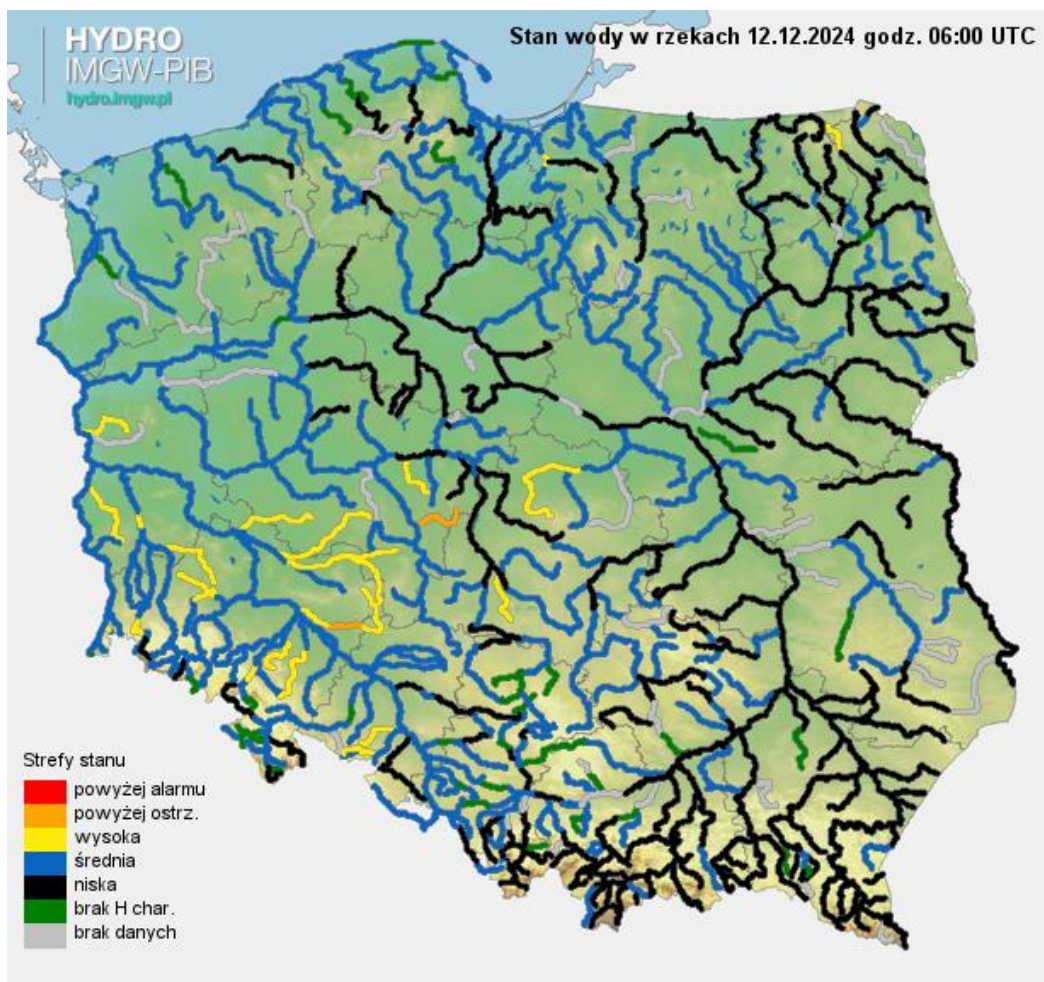 HYDRO
IMGW-PIB
hydro.imgw.pl
Stan wody w rzekach 12.12.2024 godz. 06:00 UTC
Strefy stanu
powyżej alarmu
powyżej ostrz.
wysoka
średnia
niska
brak H char.
brak danych